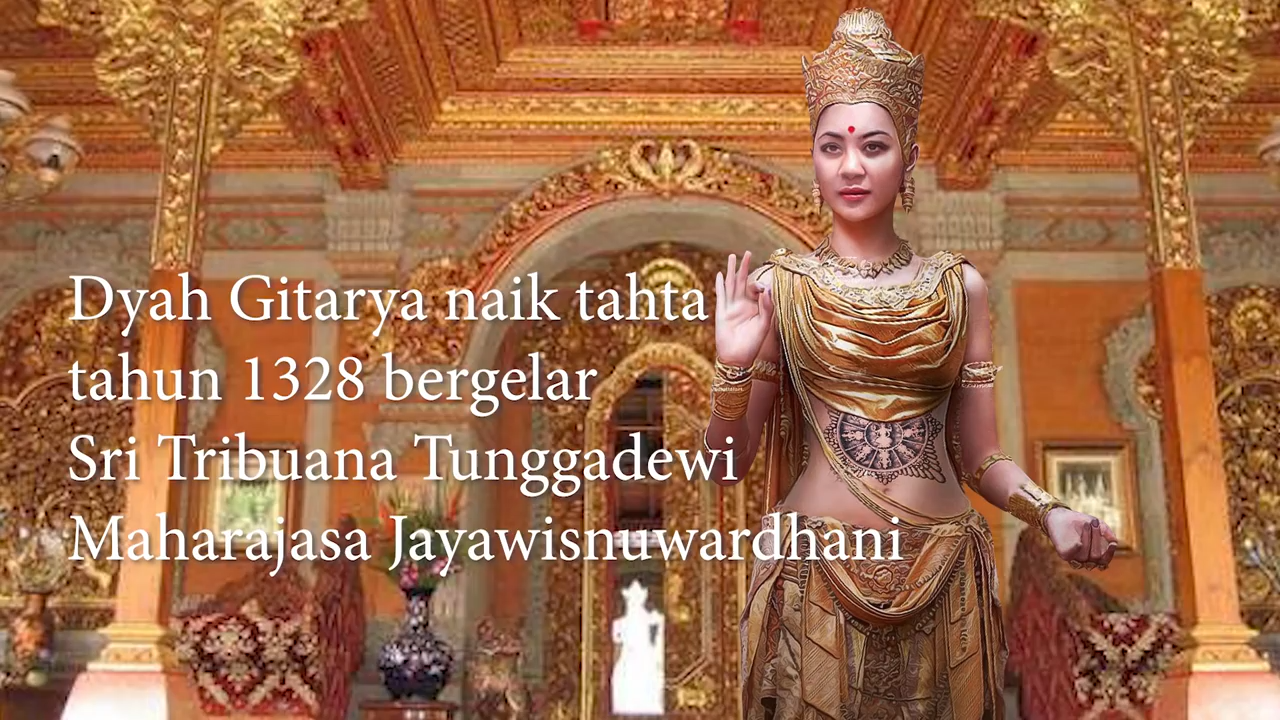 Dyah Gitarya naik tahta
tahun 1328 bergelar
Sri Tribuana Tunggadewi
Maharajasa Jayawisnuwardhani